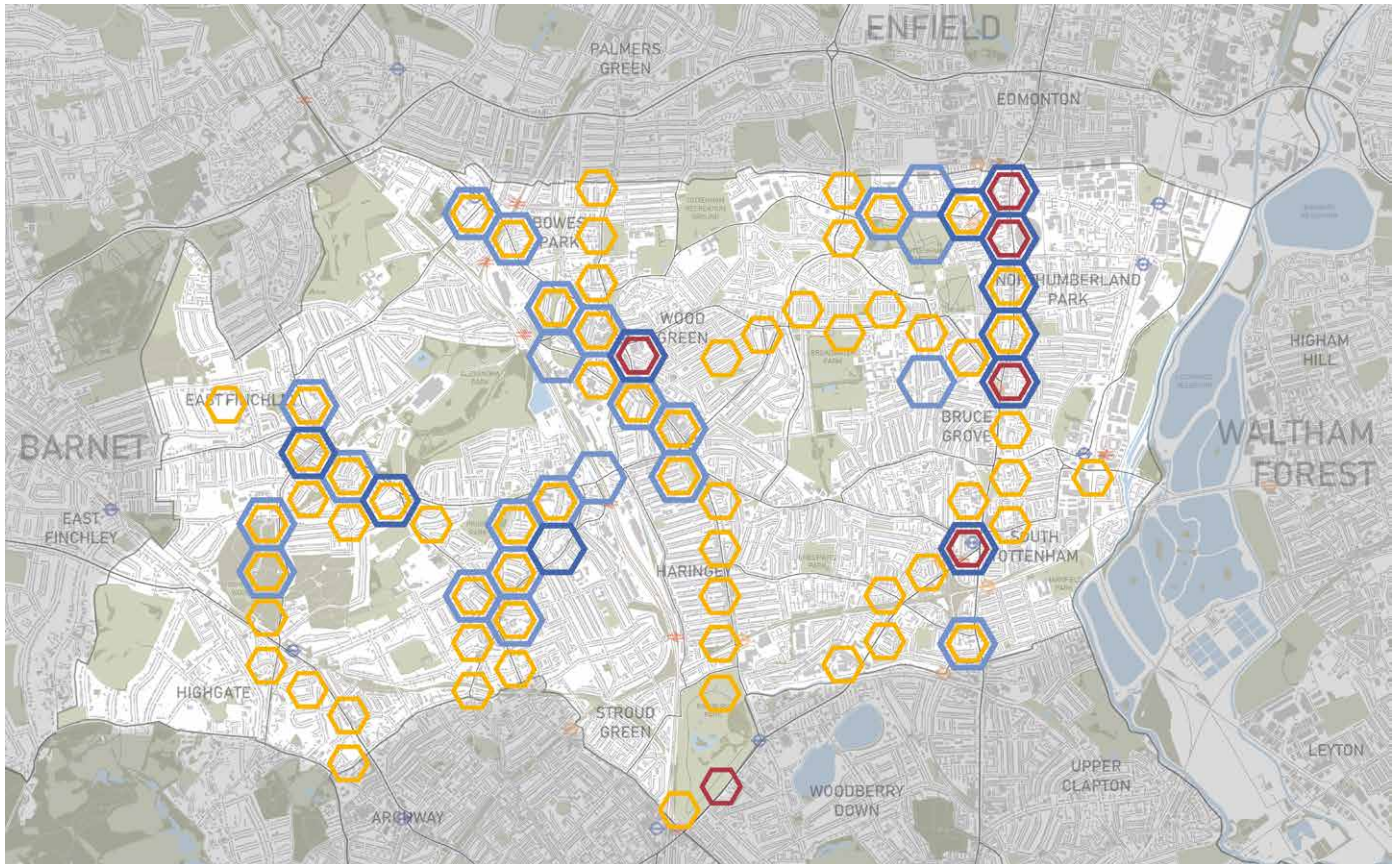 ENFIELD
PALMERS
GREEN
EDMONTON
BOWES
PARK
NORTHUMBERLAND
PARK
WOOD
GREEN
HIGHAM
HILL
EAST FINCHL
BARNET
BRUCE
GROVE
WALTHAM
FOREST
EAST
FINCHLEY
SOUTH
TOTTENHAM
HARINGEY
HIGHGATE
STROUD
GREEN
LEYTON
UPPER
CLAPTON
WOODBERRY
DOWN
ARCHWAY